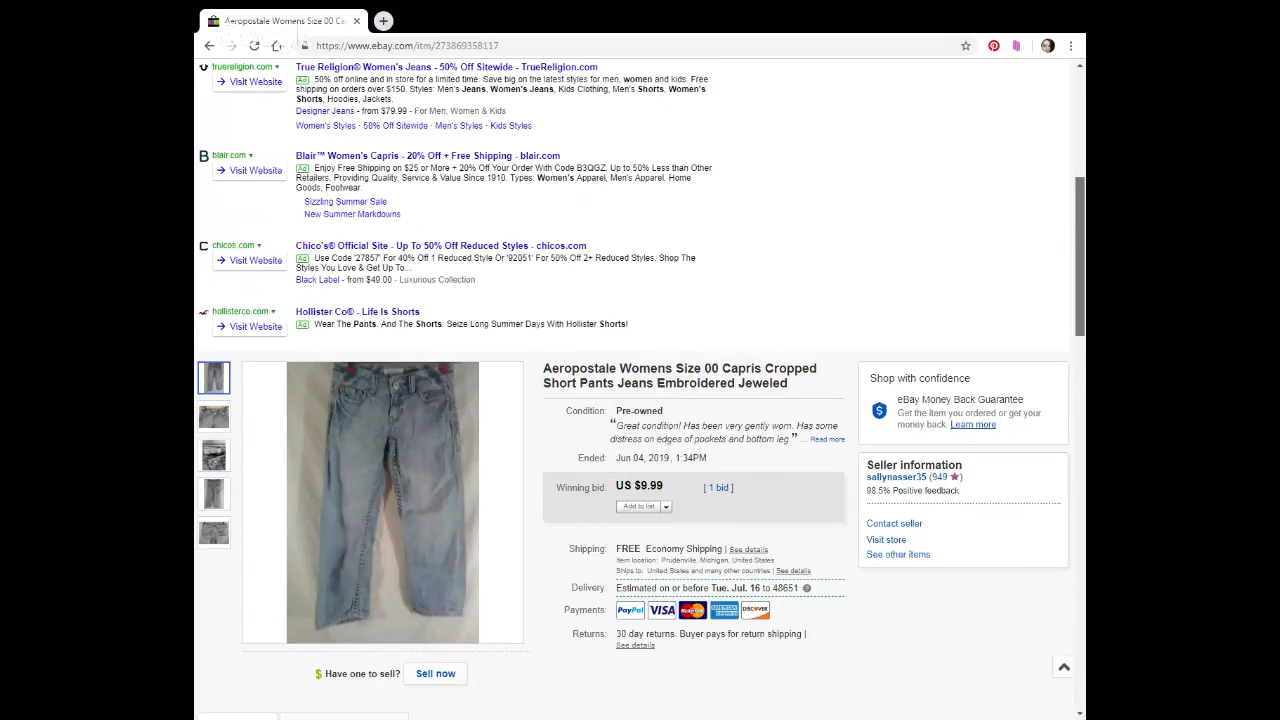 Aeropostale Womens Size 00 Ca
https://www.ebay.com/itm/273869358117
truereligion.com
True Religion® Women's Jeans - 50% Off Sitewide - TrueReligion.com
→ Visit Website
Ad 50% off online and in store for a limited time. Save big on the latest styles for men, women and kids. Free
shipping on orders over $150. Styles: Men's Jeans, Women's Jeans, Kids Clothing, Men's Shorts, Women's
Shorts, Hoodies, Jackets.
Designer Jeans - from $79.99 - For Men, Women & Kids
Women's Styles · 50% Off Sitewide · Men's Styles · Kids Styles
B blair.com
Blair™ Women's Capris - 20% Off + Free Shipping - blair.com
→ Visit Website
Ad Enjoy Free Shipping on $25 or More + 20% Off Your Order With Code B3QGZ. Up to 50% Less than Other
Retailers. Providing Quality, Service & Value Since 1910. Types: Women's Apparel, Men's Apparel, Home
Goods, Footwear.
Sizzling Summer Sale
New Summer Markdowns
C chicos.com
Chico's® Official Site - Up To 50% Off Reduced Styles - chicos.com
→ Visit Website
Ad Use Code '27857' For 40% Off 1 Reduced Style Or '92051' For 50% Off 2+ Reduced Styles. Shop The
Styles You Love & Get Up To...
Black Label - from $49.00 - Luxurious Collection
hollisterco.com
Hollister Co® - Life Is Shorts
→ Visit Website
Ad Wear The Pants. And The Shorts. Seize Long Summer Days With Hollister Shorts!
Aeropostale Womens Size 00 Capris Cropped
Short Pants Jeans Embroidered Jeweled
Condition: Pre-owned
"Great condition! Has been very gently worn. Has some
distress on edges of pockets and bottom leg" ... Read more
Ended: Jun 04, 2019 , 1:34PM
Winning bid: US $9.99 [ 1 bid ]
Add to list
Shipping: FREE Economy Shipping | See details
Item location: Prudenville, Michigan, United States
Ships to: United States and many other countries | See details
Delivery: Estimated on or before Tue. Jul. 16 to 48651
Payments: PayPal VISA MasterCard AMERICAN EXPRESS DISCOVER
Returns: 30 day returns. Buyer pays for return shipping |
See details
Shop with confidence
eBay Money Back Guarantee
Get the item you ordered or get your
money back. Learn more
Seller information
sallynasser35 (949 ★)
98.5% Positive feedback
Contact seller
Visit store
See other items
$ Have one to sell? Sell now